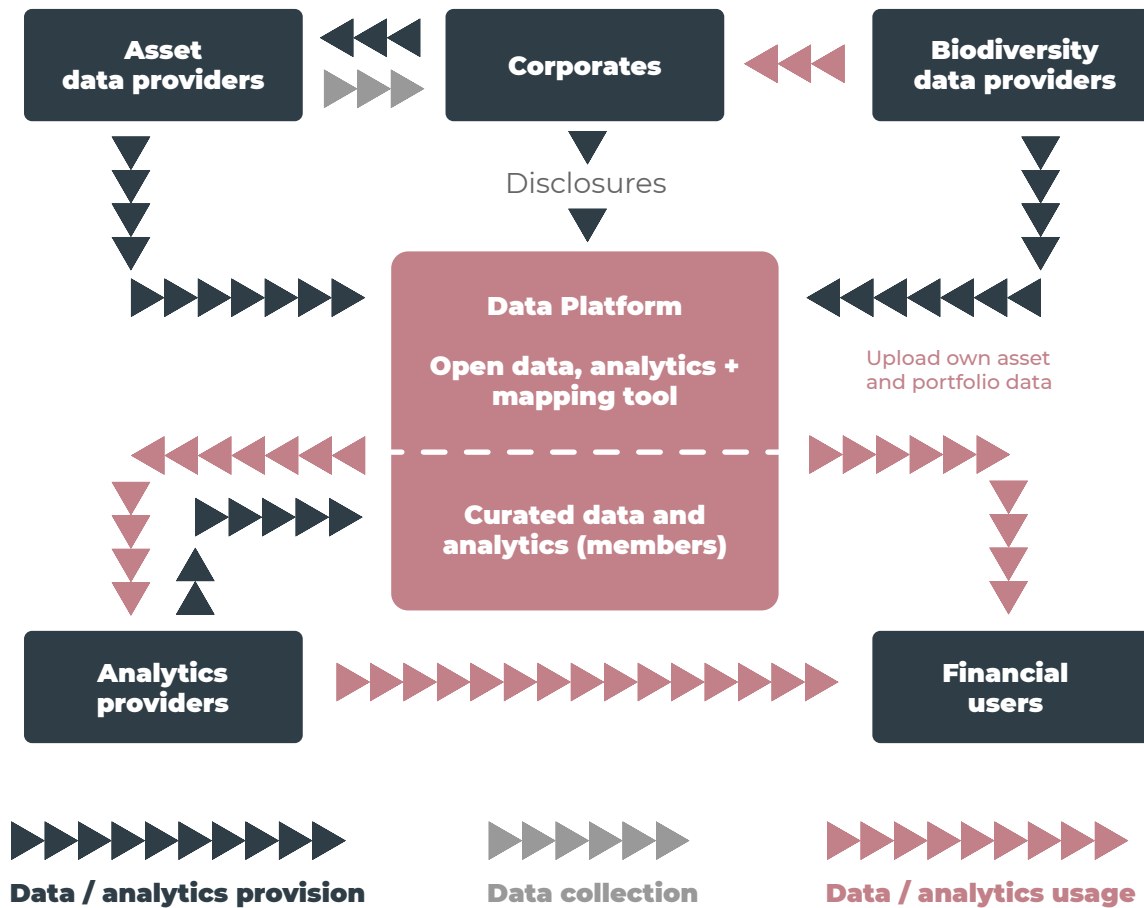 Asset
data providers
Corporates
Biodiversity
data providers
Disclosures
Data Platform
Open data, analytics +
mapping tool
Upload own asset
and portfolio data
Curated data and
analytics (members)
Analytics
providers
Financial
users
Data / analytics provision
Data collection
Data / analytics usage